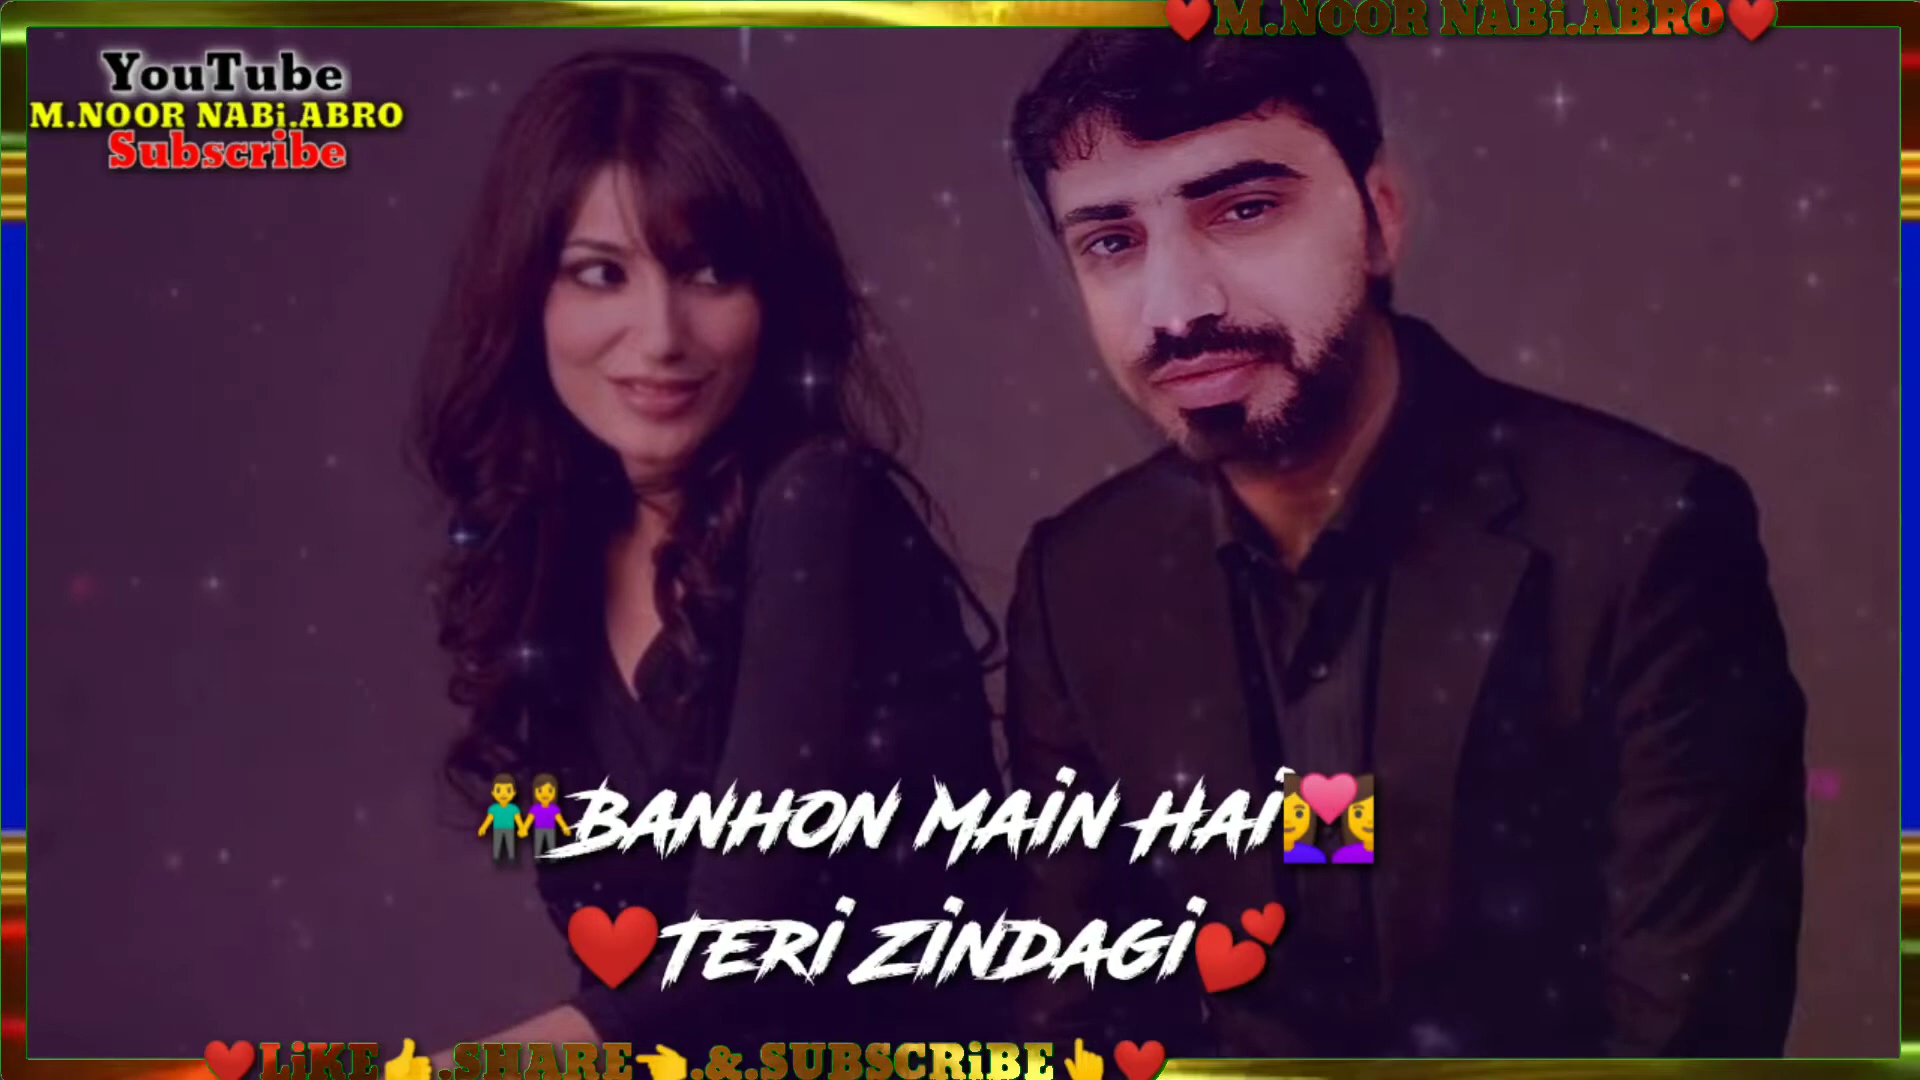 ❤️M.NOOR NABi.ABRO❤️
YouTube
M.NOOR NABi.ABRO
Subscribe
👫BANHON MAiN HAi👩‍❤️‍👩
❤️TERi ZiNDAGi💕
❤️LiKE👍.SHARE👈.&.SUBSCRiBE👆❤️